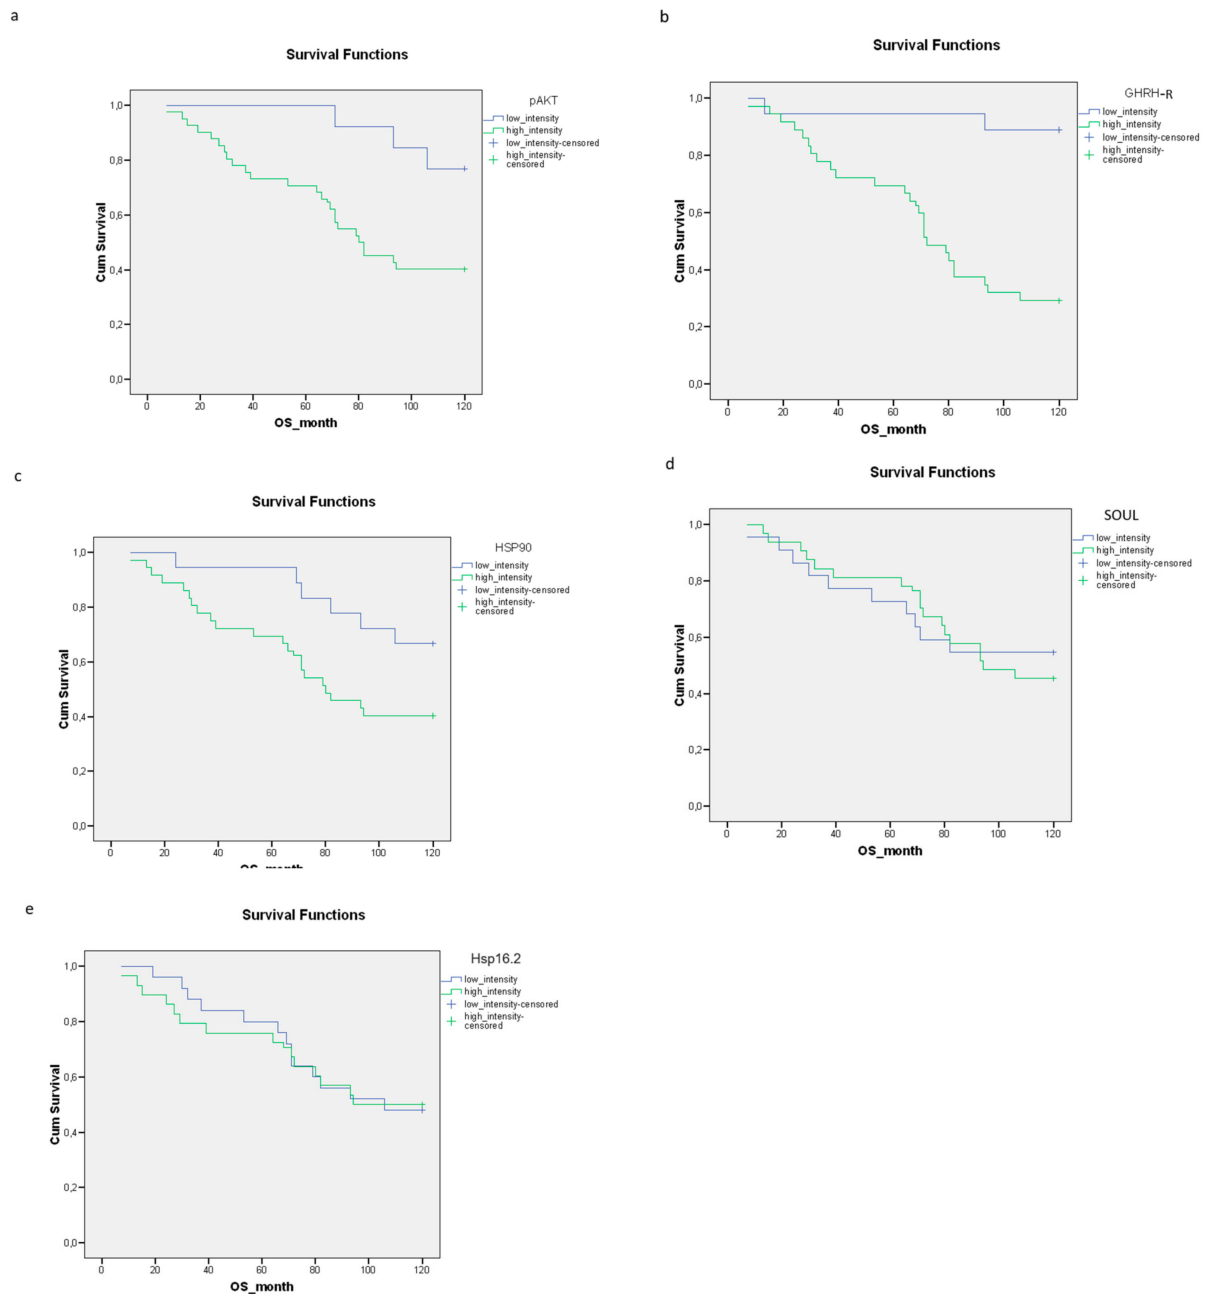 a
Survival Functions
pAKT
low_intensity
high_intensity
low_intensity-censored
high_intensity-
censored
Cum Survival
1,0
0,8
0,6
0,4
0,2
0,0
0 20 40 60 80 100 120
OS_month
b
Survival Functions
GHRH-R
low_intensity
high_intensity
low_intensity-censored
high_intensity-
censored
Cum Survival
1,0
0,8
0,6
0,4
0,2
0,0
0 20 40 60 80 100 120
OS_month
c
Survival Functions
HSP90
low_intensity
high_intensity
low_intensity-censored
high_intensity-
censored
Cum Survival
1,0
0,8
0,6
0,4
0,2
0,0
0 20 40 60 80 100 120
OS_month
d
Survival Functions
SOUL
low_intensity
high_intensity
low_intensity-censored
high_intensity-
censored
Cum Survival
1,0
0,8
0,6
0,4
0,2
0,0
0 20 40 60 80 100 120
OS_month
e
Survival Functions
Hsp16.2
low_intensity
high_intensity
low_intensity-censored
high_intensity-
censored
Cum Survival
1,0
0,8
0,6
0,4
0,2
0,0
0 20 40 60 80 100 120
OS_month